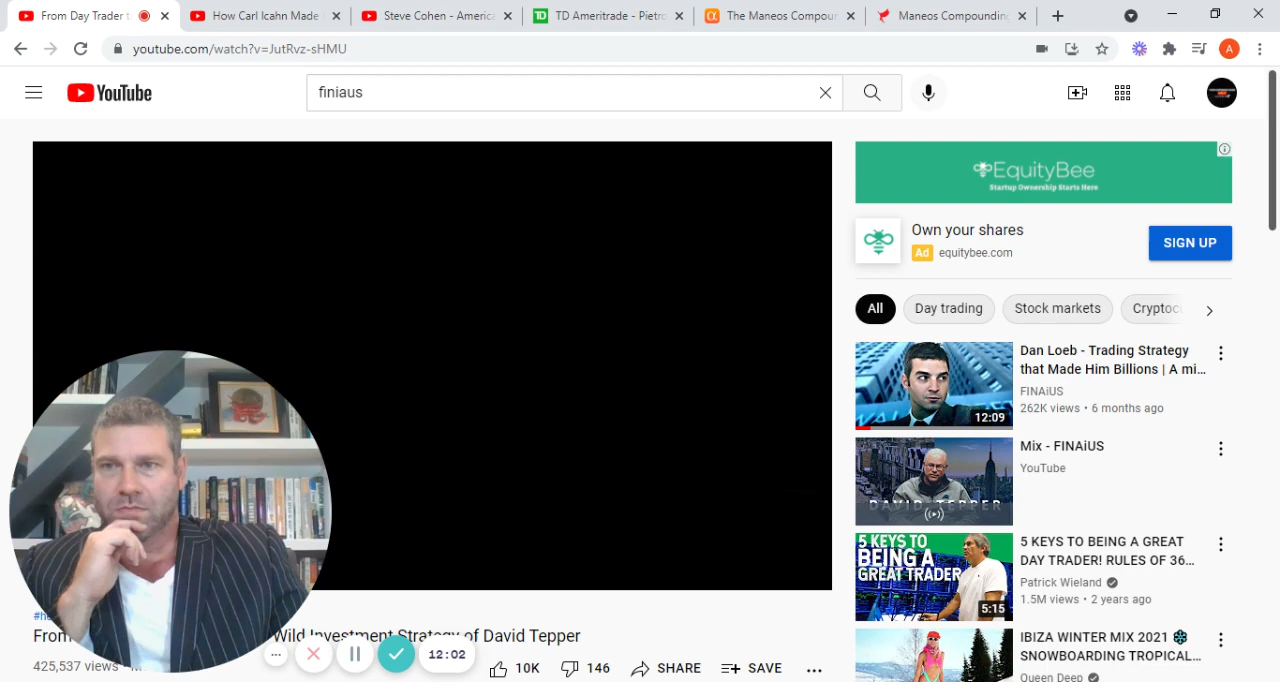 From Day Trader t
How Carl Icahn Made
Steve Cohen - America
TD Ameritrade - Pietro
The Maneos Compoun
Maneos Compounding
youtube.com/watch?v=JutRvz-sHMU
A
YouTube
finiaus
EquityBee
Startup Ownership Starts Here
Own your shares
Ad equitybee.com
SIGN UP
All
Day trading
Stock markets
Cryptoc
Dan Loeb - Trading Strategy
that Made Him Billions | A mi...
FINAiUS
262K views • 6 months ago
12:09
Mix - FINAiUS
YouTube
DAVID TEPPER
5 KEYS TO BEING A GREAT
DAY TRADER! RULES OF 36...
Patrick Wieland
1.5M views • 2 years ago
5 KEYS TO
BEING A
GREAT TRADER
5:15
IBIZA WINTER MIX 2021
SNOWBOARDING TROPICAL...
Queen Deep
From
Wild Investment Strategy of David Tepper
425,537 views
12:02
10K
146
SHARE
SAVE